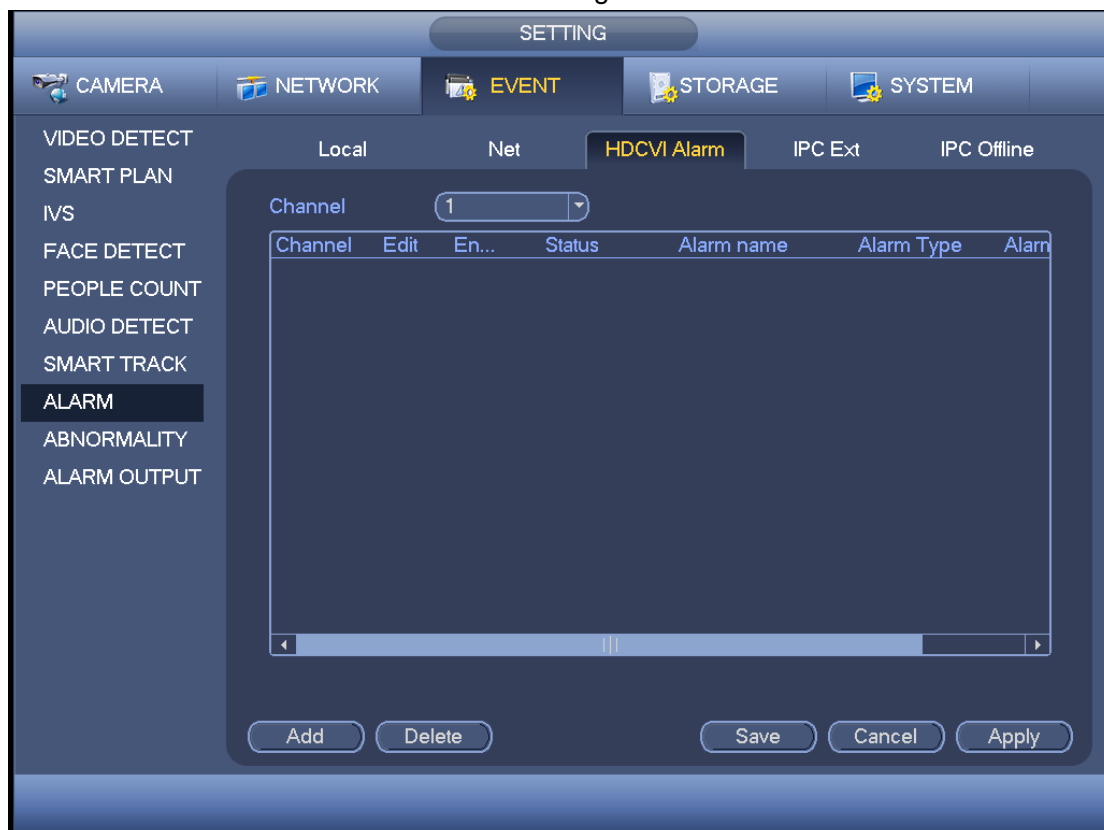 SETTING
CAMERA NETWORK EVENT STORAGE SYSTEM
VIDEO DETECT
SMART PLAN
IVS
FACE DETECT
PEOPLE COUNT
AUDIO DETECT
SMART TRACK
ALARM
ABNORMALITY
ALARM OUTPUT
Local Net HDCVI Alarm IPC Ext IPC Offline
Channel 1
Channel Edit En... Status Alarm name Alarm Type Alarm
Add Delete Save Cancel Apply